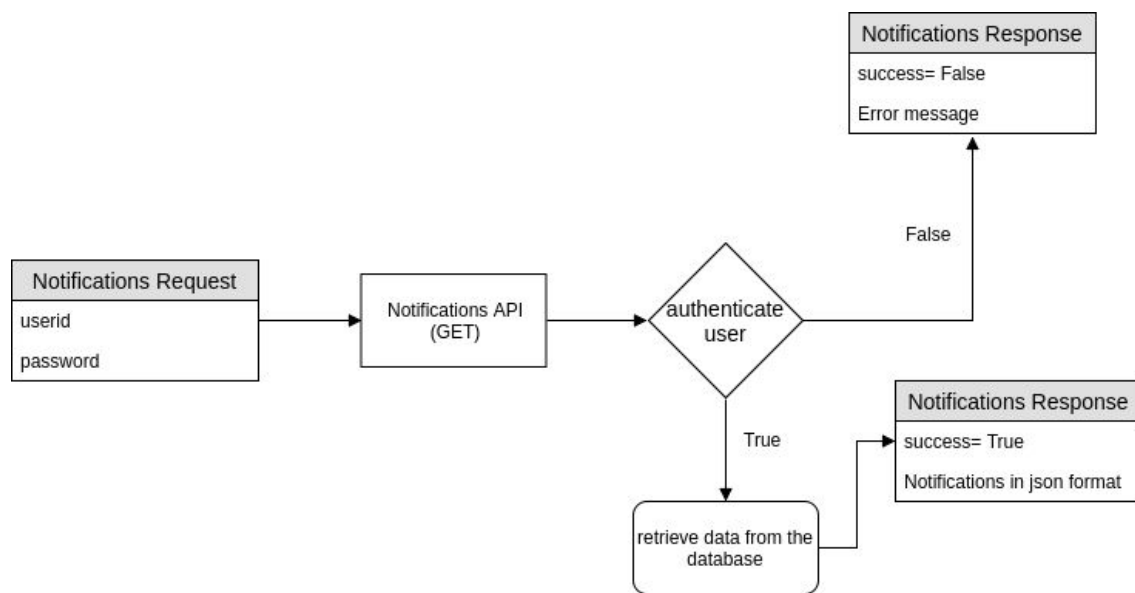 Notifications Response
success= False
Error message
False
Notifications Request
userid
password
Notifications API
(GET)
authenticate
user
True
Notifications Response
success= True
Notifications in json format
retrieve data from the
database